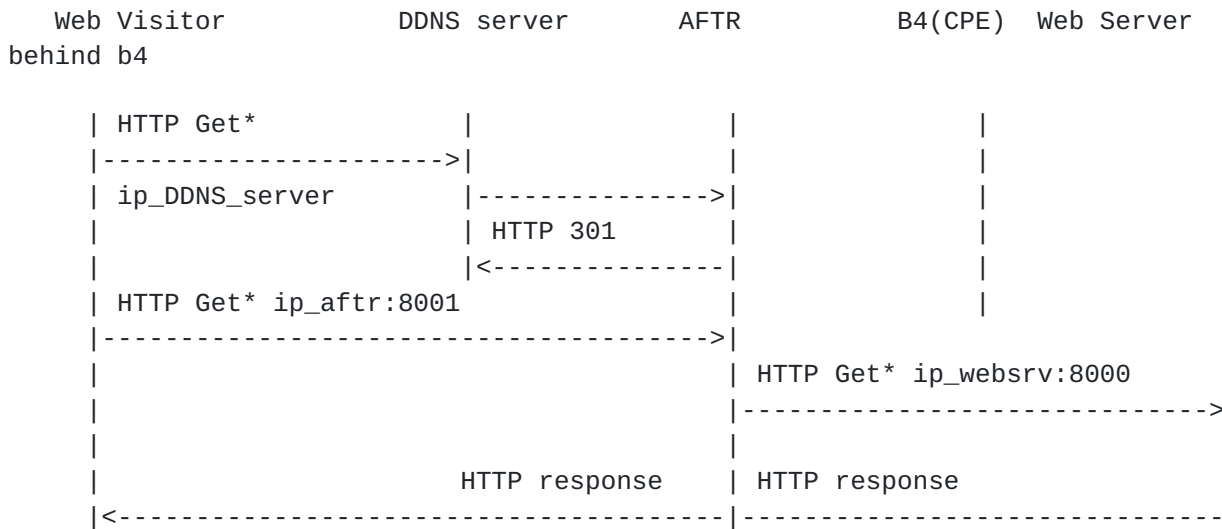 Web Visitor DDNS server AFTR B4(CPE) Web Server
behind b4
| HTTP Get* | | |
|---------------------->| | |
| ip_DDNS_server |--------------->| |
| | HTTP 301 | |
| |<---------------| |
| HTTP Get* ip_aftr:8001 | |
|--------------------------------------->|
| | HTTP Get* ip_websrv:8000
| |------------------------------>
| |
| HTTP response | HTTP response
|<---------------------------------------|-------------------------------